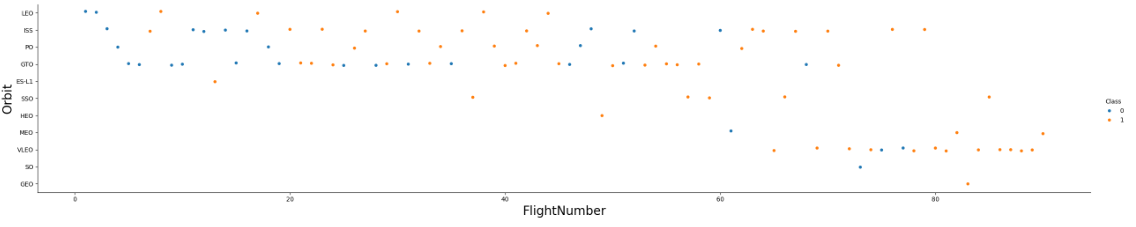 LEO
ISS
PO
GTO
ES-L1
SSO
HEO
MEO
VLEO
SO
GEO
Orbit
0 20 40 60 80
FlightNumber
Class
0
1